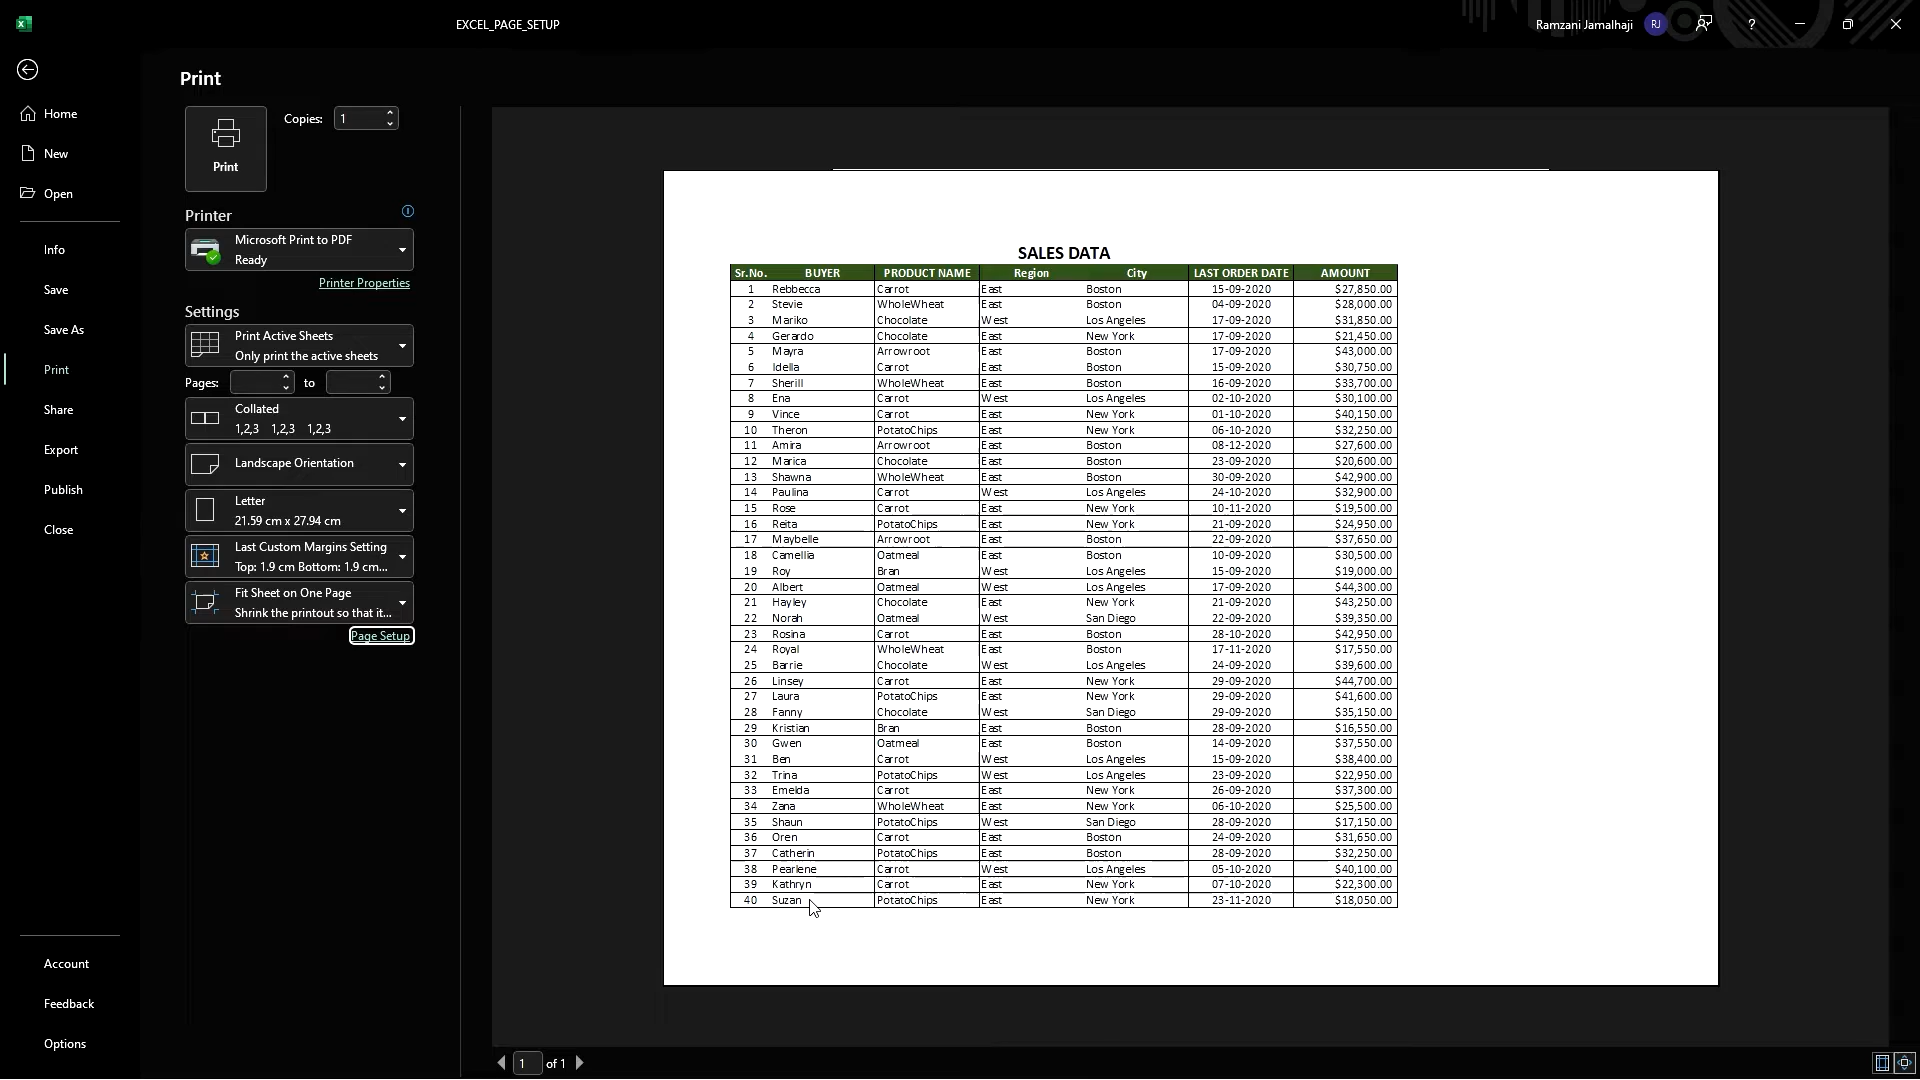 EXCEL_PAGE_SETUP
Ramzani Jamalhaji RJ ?
Print
Home
New
Open
Info
Save
Save As
Print
Share
Export
Publish
Close
Account
Feedback
Options
Print
Copies: 1
Printer
Microsoft Print to PDF
Ready
Printer Properties
Settings
Print Active Sheets
Only print the active sheets
Pages: to
Collated
1,2,3 1,2,3 1,2,3
Landscape Orientation
Letter
21.59 cm x 27.94 cm
Last Custom Margins Setting
Top: 1.9 cm Bottom: 1.9 cm...
Fit Sheet on One Page
Shrink the printout so that it...
Page Setup
SALES DATA
Sr.No. BUYER PRODUCT NAME Region City LAST ORDER DATE AMOUNT
1 Rebbecca Carrot East Boston 15-09-2020 $27,850.00
2 Stevie WholeWheat East Boston 04-09-2020 $28,000.00
3 Mariko Chocolate West Los Angeles 17-09-2020 $31,850.00
4 Gerardo Chocolate East New York 17-09-2020 $21,450.00
5 Mayra Arrowroot East Boston 17-09-2020 $43,000.00
6 Idella Carrot East Boston 15-09-2020 $30,750.00
7 Sherill WholeWheat East Boston 16-09-2020 $33,700.00
8 Ena Carrot West Los Angeles 02-10-2020 $30,100.00
9 Vince Carrot East New York 01-10-2020 $40,150.00
10 Theron PotatoChips East New York 06-10-2020 $32,250.00
11 Amira Arrowroot East Boston 08-12-2020 $27,600.00
12 Marica Chocolate East Boston 23-09-2020 $20,600.00
13 Shawna WholeWheat East Boston 30-09-2020 $42,900.00
14 Paulina Carrot West Los Angeles 24-10-2020 $32,900.00
15 Rose Carrot East New York 10-11-2020 $19,500.00
16 Reita PotatoChips East New York 21-09-2020 $24,950.00
17 Maybelle Arrowroot East Boston 22-09-2020 $37,650.00
18 Camellia Oatmeal East Boston 10-09-2020 $30,500.00
19 Roy Bran West Los Angeles 15-09-2020 $19,000.00
20 Albert Oatmeal West Los Angeles 17-09-2020 $44,300.00
21 Hayley Chocolate East New York 21-09-2020 $43,250.00
22 Norah Oatmeal West San Diego 22-09-2020 $39,350.00
23 Rosina Carrot East Boston 28-10-2020 $42,950.00
24 Royal WholeWheat East Boston 17-11-2020 $17,550.00
25 Barrie Chocolate West Los Angeles 24-09-2020 $39,600.00
26 Linsey Carrot East New York 29-09-2020 $44,700.00
27 Laura PotatoChips East New York 29-09-2020 $41,600.00
28 Fanny Chocolate West San Diego 29-09-2020 $35,150.00
29 Kristian Bran East Boston 28-09-2020 $16,550.00
30 Gwen Oatmeal East Boston 14-09-2020 $37,550.00
31 Ben Carrot West Los Angeles 15-09-2020 $38,400.00
32 Trina PotatoChips West Los Angeles 23-09-2020 $22,950.00
33 Emelda Carrot East New York 26-09-2020 $37,300.00
34 Zana WholeWheat East New York 06-10-2020 $25,500.00
35 Shaun PotatoChips West San Diego 28-09-2020 $17,150.00
36 Oren Carrot East Boston 24-09-2020 $31,650.00
37 Catherin PotatoChips East Boston 28-09-2020 $32,250.00
38 Pearlene Carrot West Los Angeles 05-10-2020 $40,100.00
39 Kathryn Carrot East New York 07-10-2020 $22,300.00
40 Suzan PotatoChips East New York 23-11-2020 $18,050.00
1 of 1